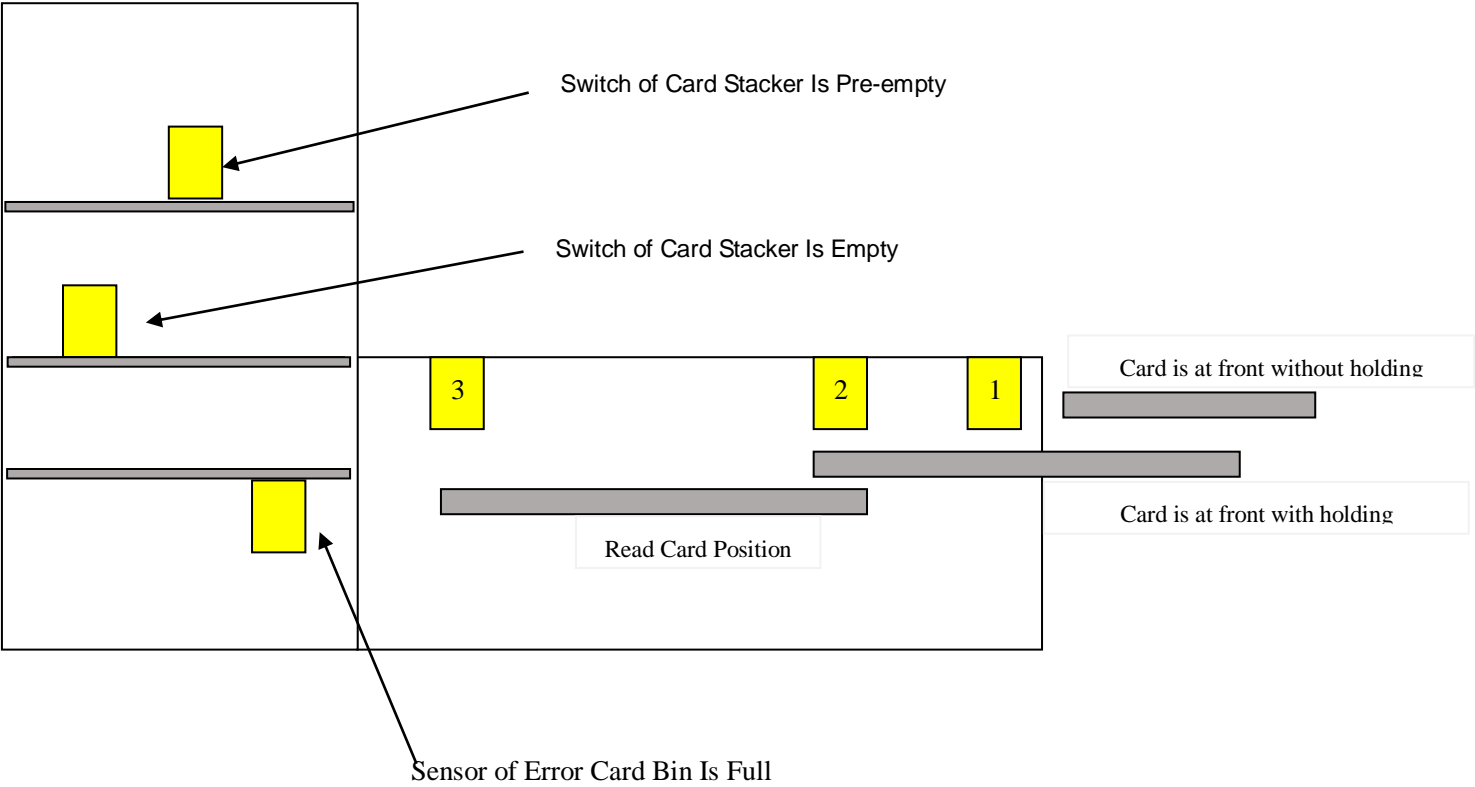 Switch of Card Stacker Is Pre-empty
Switch of Card Stacker Is Empty
3
2
1
Card is at front without holding
Card is at front with holding
Read Card Position
Sensor of Error Card Bin Is Full